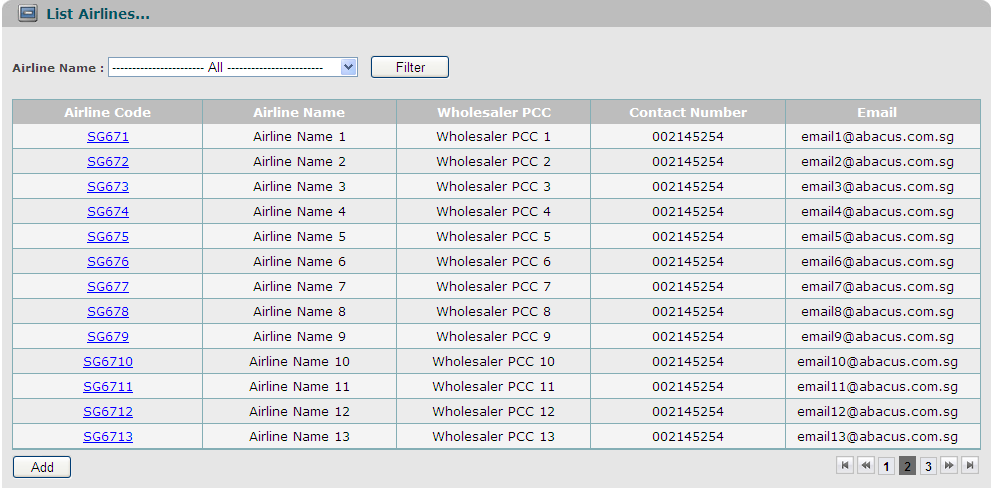 List Airlines...
Airline Name : ----------------------- All ------------------------ Filter
Airline Code Airline Name Wholesaler PCC Contact Number Email
SG671 Airline Name 1 Wholesaler PCC 1 002145254 email1@abacus.com.sg
SG672 Airline Name 2 Wholesaler PCC 2 002145254 email2@abacus.com.sg
SG673 Airline Name 3 Wholesaler PCC 3 002145254 email3@abacus.com.sg
SG674 Airline Name 4 Wholesaler PCC 4 002145254 email4@abacus.com.sg
SG675 Airline Name 5 Wholesaler PCC 5 002145254 email5@abacus.com.sg
SG676 Airline Name 6 Wholesaler PCC 6 002145254 email6@abacus.com.sg
SG677 Airline Name 7 Wholesaler PCC 7 002145254 email7@abacus.com.sg
SG678 Airline Name 8 Wholesaler PCC 8 002145254 email8@abacus.com.sg
SG679 Airline Name 9 Wholesaler PCC 9 002145254 email9@abacus.com.sg
SG6710 Airline Name 10 Wholesaler PCC 10 002145254 email10@abacus.com.sg
SG6711 Airline Name 11 Wholesaler PCC 11 002145254 email11@abacus.com.sg
SG6712 Airline Name 12 Wholesaler PCC 12 002145254 email12@abacus.com.sg
SG6713 Airline Name 13 Wholesaler PCC 13 002145254 email13@abacus.com.sg
Add 1 2 3